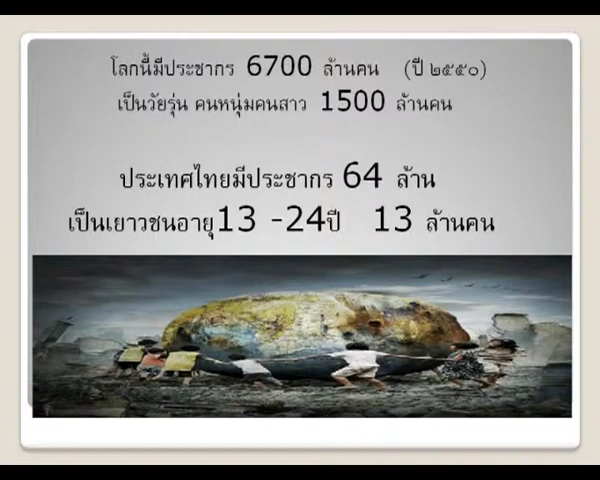 โลกนี้มีประชากร 6700 ล้านคน (ปี ๒๕๕๐)
เป็นวัยรุ่น คนหนุ่มคนสาว 1500 ล้านคน
ประเทศไทยมีประชากร 64 ล้าน
เป็นเยาวชนอายุ13 -24ปี 13 ล้านคน